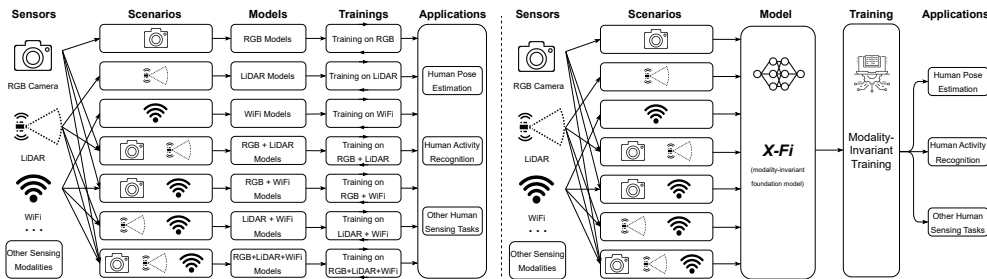 Sensors
Scenarios
Models
Trainings
Applications
RGB Camera
LiDAR
WiFi
. . .
Other Sensing
Modalities
RGB Models
LiDAR Models
WiFi Models
RGB + LiDAR
Models
RGB + WiFi
Models
LiDAR + WiFi
Models
RGB+LiDAR+WiFi
Models
Training on RGB
Training on LiDAR
Training on WiFi
Training on
RGB + LiDAR
Training on
RGB + WiFi
Training on
LiDAR + WiFi
Training on
RGB+LiDAR+WiFi
Human Pose
Estimation
Human Activity
Recognition
Other Human
Sensing Tasks
Sensors
Scenarios
Model
Training
Applications
RGB Camera
LiDAR
WiFi
. . .
Other Sensing
Modalities
X-Fi
(modality-invariant
foundation model)
Modality-
Invariant
Training
Human Pose
Estimation
Human Activity
Recognition
Other Human
Sensing Tasks